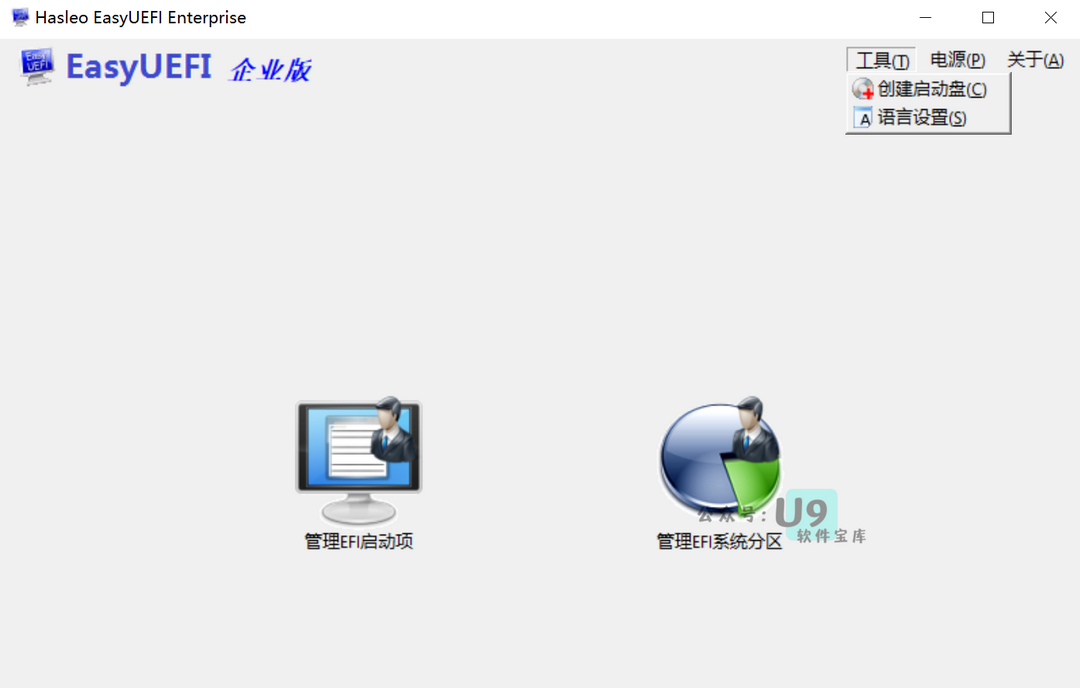 Hasleo EasyUEFI Enterprise
EasyUEFI 企业版
工具(T) 电源(P) 关于(A)
创建启动盘(C)
语言设置(S)
管理EFI启动项
管理EFI系统分区
公众号：U9
软件宝库